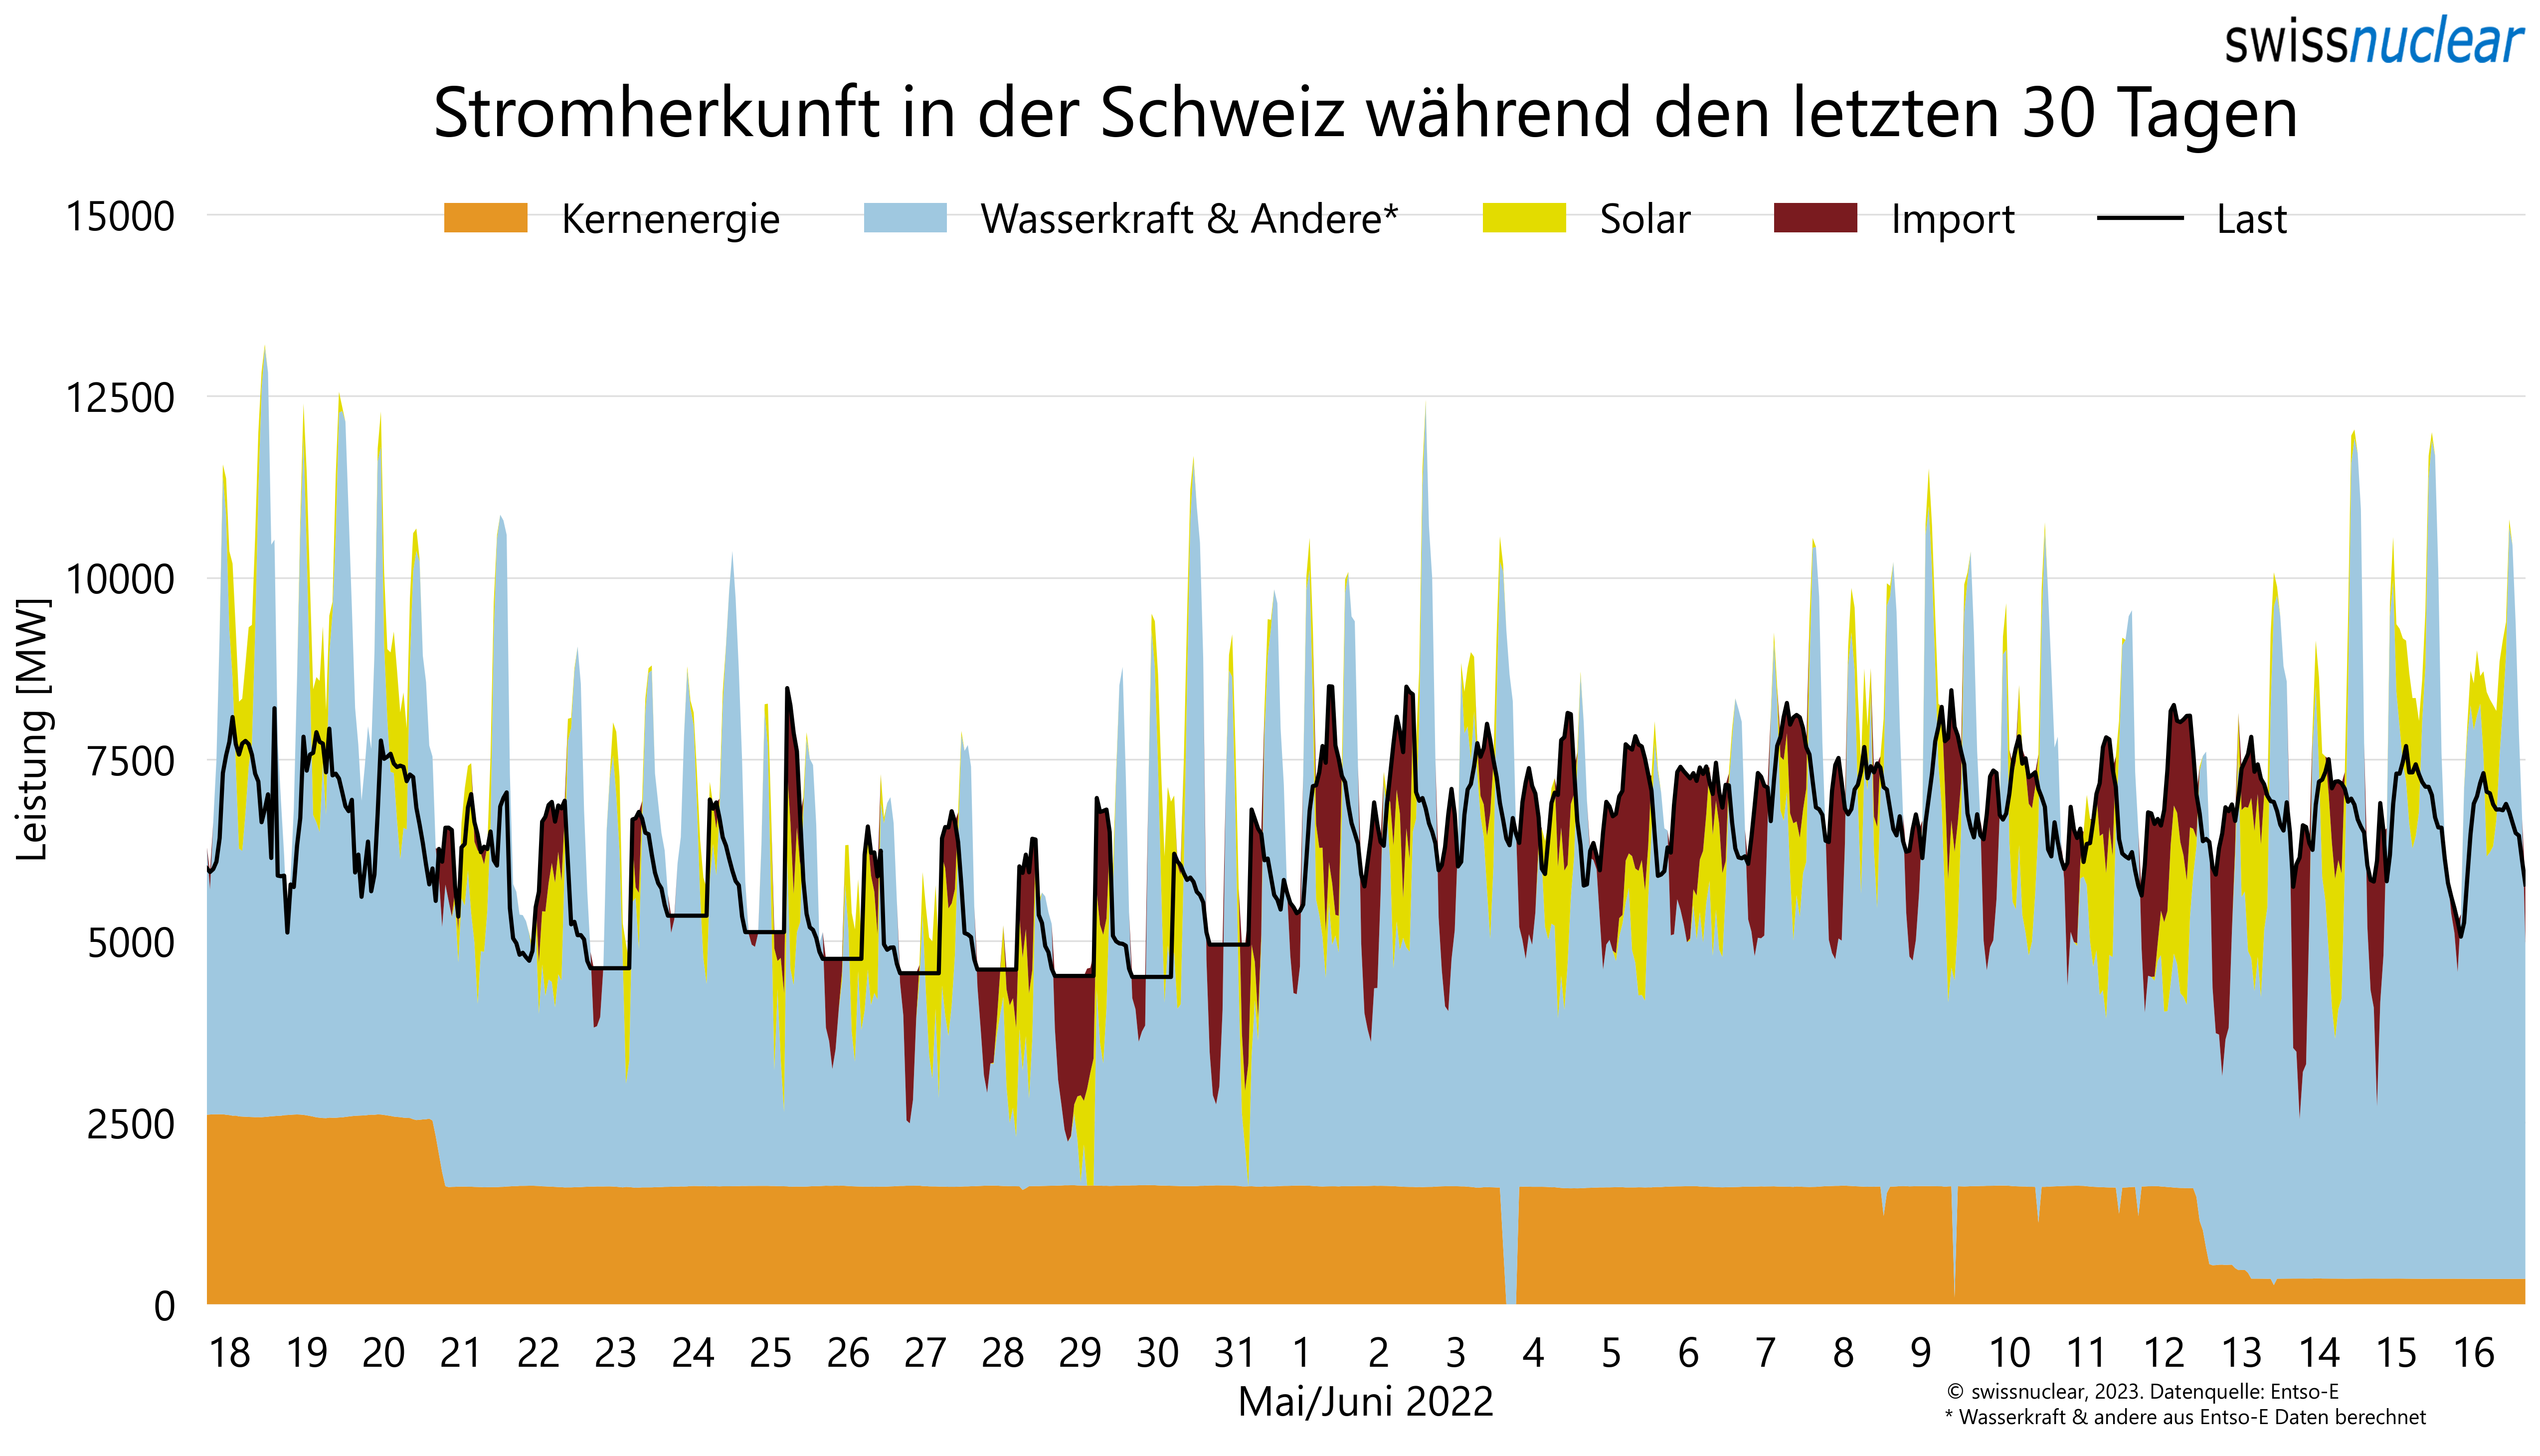 swissnuclear
Stromherkunft in der Schweiz während den letzten 30 Tagen
Kernenergie Wasserkraft & Andere* Solar Import Last
15000
12500
10000
7500
5000
2500
0
Leistung [MW]
18 19 20 21 22 23 24 25 26 27 28 29 30 31 1 2 3 4 5 6 7 8 9 10 11 12 13 14 15 16
Mai/Juni 2022
© swissnuclear, 2023. Datenquelle: Entso-E
* Wasserkraft & andere aus Entso-E Daten berechnet